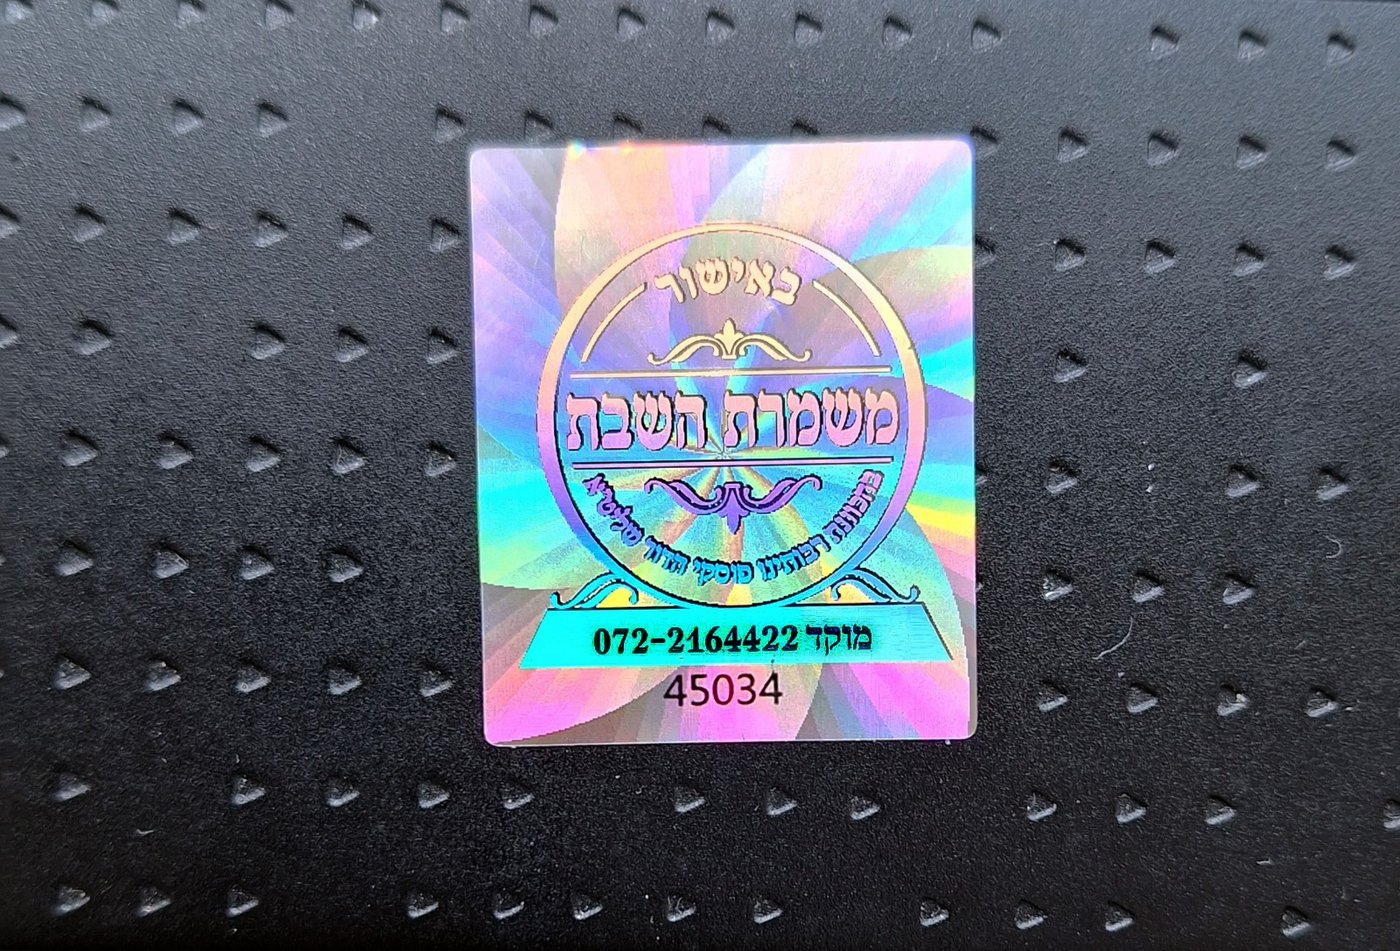 באישור
משמרת השבת
בהכוונת רבותינו פוסקי הדור שליט"א
מוקד 072-2164422
45034